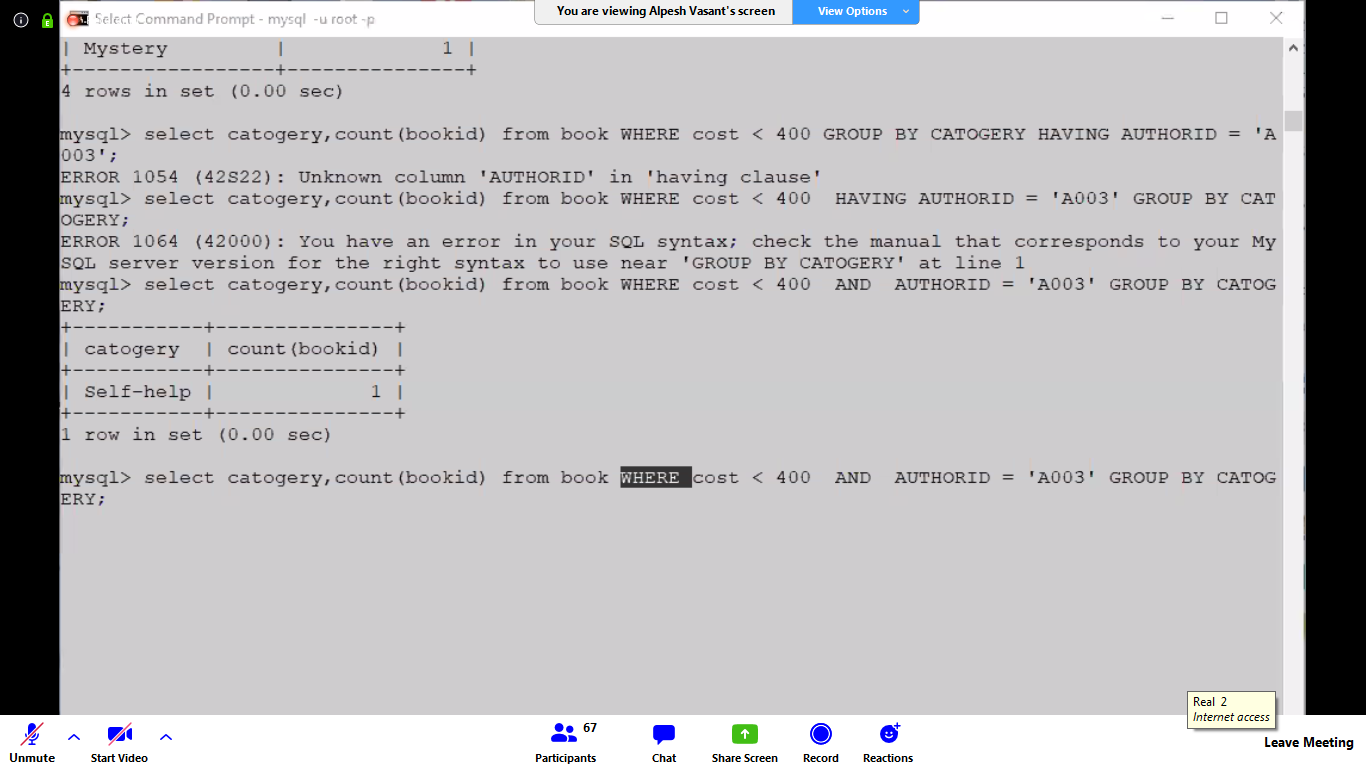 Select Command Prompt - mysql -u root -p
You are viewing Alpesh Vasant's screen
View Options
| Mystery | 1 |
+-----------------+---------------+
4 rows in set (0.00 sec)
mysql> select catogery,count(bookid) from book WHERE cost < 400 GROUP BY CATOGERY HAVING AUTHORID = 'A
003';
ERROR 1054 (42S22): Unknown column 'AUTHORID' in 'having clause'
mysql> select catogery,count(bookid) from book WHERE cost < 400  HAVING AUTHORID = 'A003' GROUP BY CAT
OGERY;
ERROR 1064 (42000): You have an error in your SQL syntax; check the manual that corresponds to your My
SQL server version for the right syntax to use near 'GROUP BY CATOGERY' at line 1
mysql> select catogery,count(bookid) from book WHERE cost < 400  AND  AUTHORID = 'A003' GROUP BY CATOG
ERY;
+-----------+---------------+
| catogery  | count(bookid) |
+-----------+---------------+
| Self-help |             1 |
+-----------+---------------+
1 row in set (0.00 sec)
mysql> select catogery,count(bookid) from book WHERE cost < 400  AND  AUTHORID = 'A003' GROUP BY CATOG
ERY;
Real 2
Internet access
Unmute
Start Video
67
Participants
Chat
Share Screen
Record
Reactions
Leave Meeting